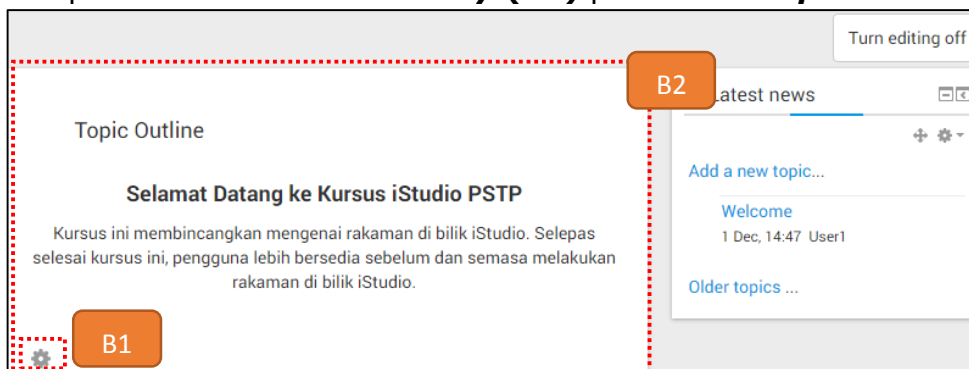 Turn editing off
B2
Latest news
Topic Outline
Add a new topic...
Selamat Datang ke Kursus iStudio PSTP
Welcome
Kursus ini membincangkan mengenai rakaman di bilik iStudio. Selepas
1 Dec, 14:47 User1
selesai kursus ini, pengguna lebih bersedia sebelum dan semasa melakukan
rakaman di bilik iStudio.
Older topics ...
B1